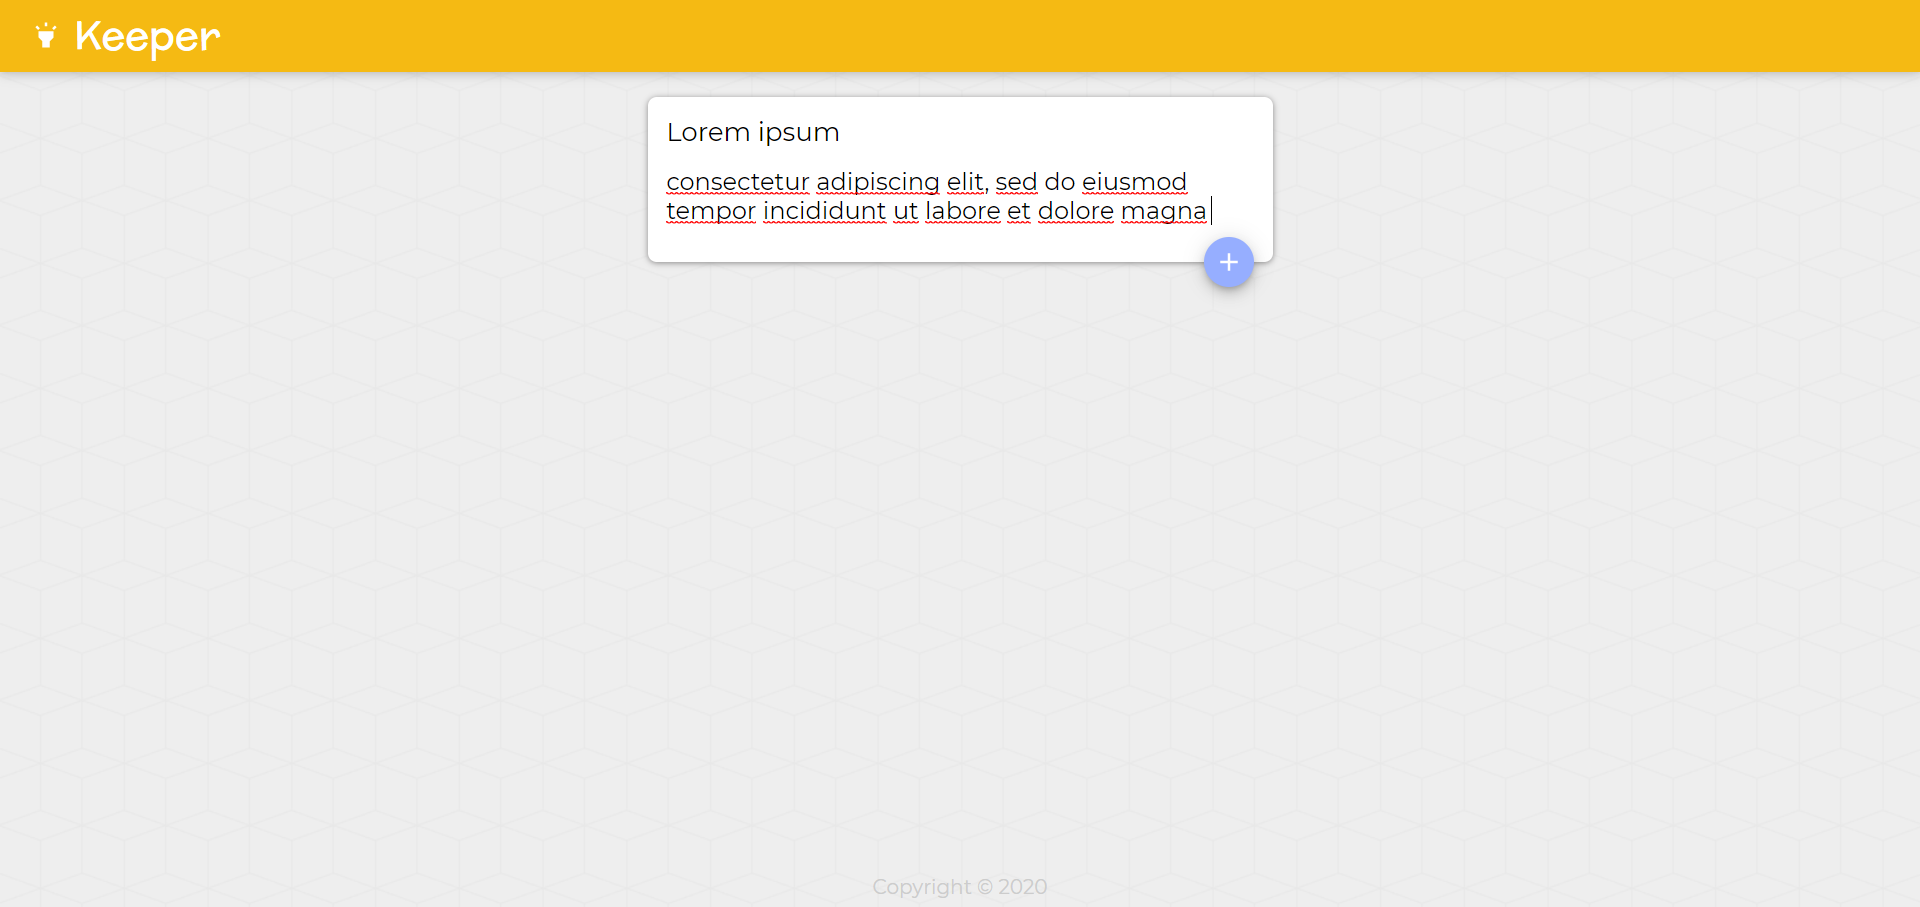 Keeper
Lorem ipsum
consectetur adipiscing elit, sed do eiusmod
tempor incididunt ut labore et dolore magna
Copyright © 2020